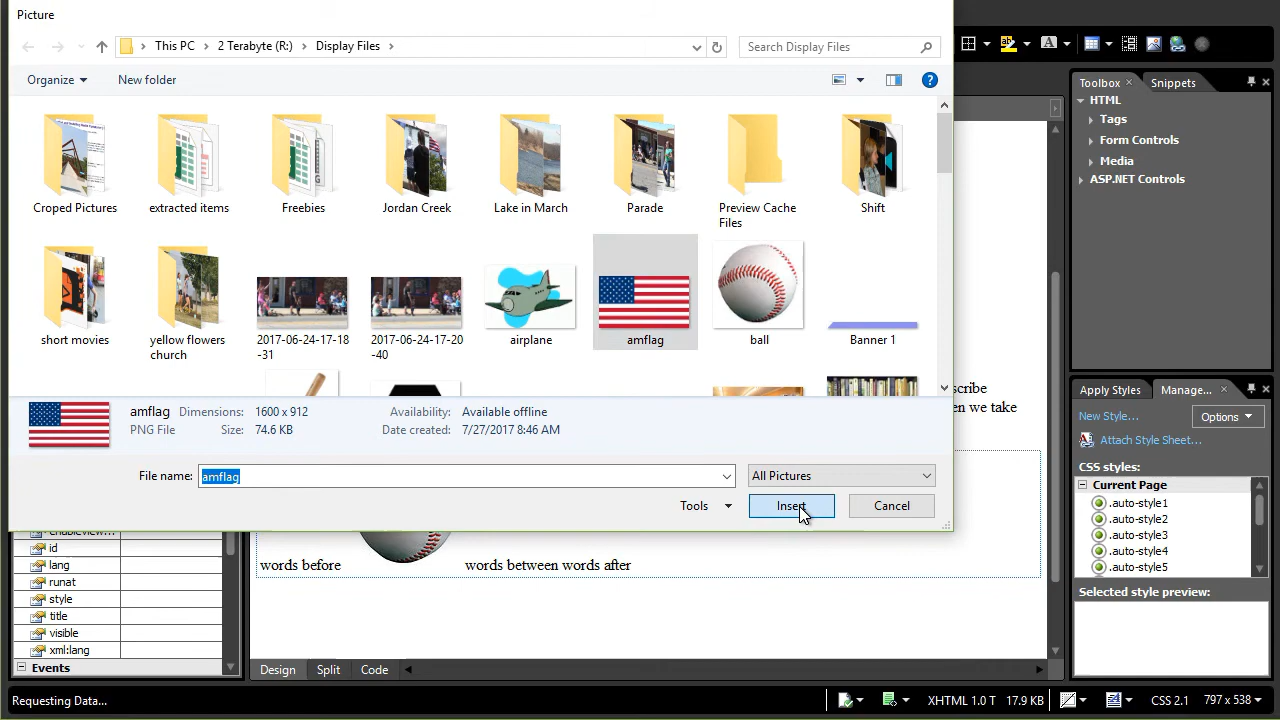 Picture
This PC
2 Terabyte (R:)
Display Files
Search Display Files
Organize
New folder
Croped Pictures
extracted items
Freebies
Jordan Creek
Lake in March
Parade
Preview Cache
Files
Shift
short movies
yellow flowers
church
2017-06-24-17-18
-31
2017-06-24-17-20
-40
airplane
amflag
ball
Banner 1
amflag Dimensions: 1600 x 912 Availability: Available offline
PNG File Size: 74.6 KB Date created: 7/27/2017 8:46 AM
File name: amflag All Pictures
Tools Insert Cancel
Toolbox Snippets
HTML
Tags
Form Controls
Media
ASP.NET Controls
scribe
en we take
Apply Styles Manage...
New Style... Options
Attach Style Sheet...
CSS styles:
Current Page
.auto-style1
.auto-style2
.auto-style3
.auto-style4
.auto-style5
Selected style preview:
id
lang
runat
style
title
visible
xml:lang
Events
words before words between words after
Design Split Code
Requesting Data... XHTML 1.0 T 17.9 KB CSS 2.1 797 x 538